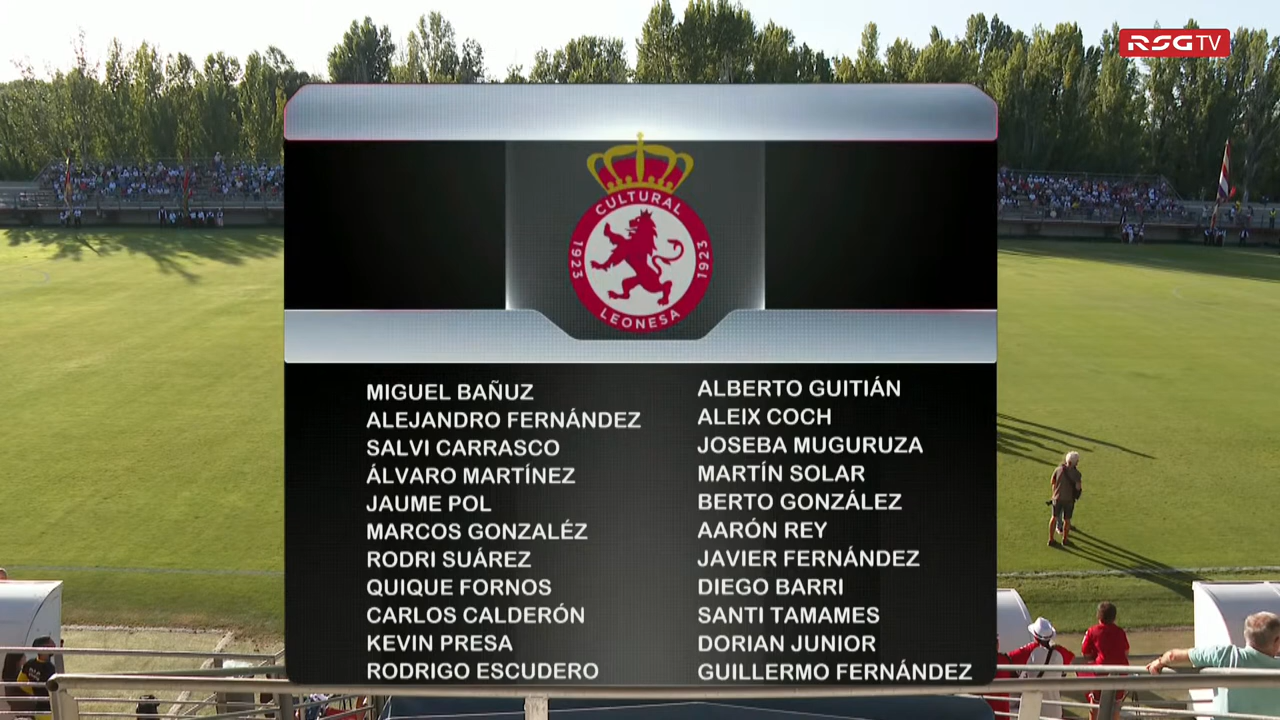 RSGTV
CULTURAL
1923
1923
LEONESA
MIGUEL BAÑUZ
ALEJANDRO FERNÁNDEZ
SALVI CARRASCO
ÁLVARO MARTÍNEZ
JAUME POL
MARCOS GONZALÉZ
RODRI SUÁREZ
QUIQUE FORNOS
CARLOS CALDERÓN
KEVIN PRESA
RODRIGO ESCUDERO
ALBERTO GUITIÁN
ALEIX COCH
JOSEBA MUGURUZA
MARTÍN SOLAR
BERTO GONZÁLEZ
AARÓN REY
JAVIER FERNÁNDEZ
DIEGO BARRI
SANTI TAMAMES
DORIAN JUNIOR
GUILLERMO FERNÁNDEZ